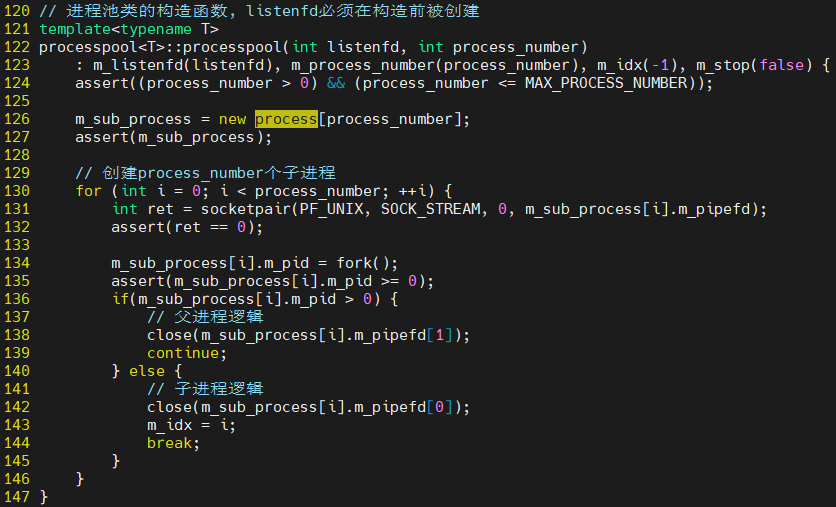 120 // 进程池类的构造函数，listenfd必须在构造前被创建
121 template<typename T>
122 processpool<T>::processpool(int listenfd, int process_number)
123     : m_listenfd(listenfd), m_process_number(process_number), m_idx(-1), m_stop(false) {
124     assert((process_number > 0) && (process_number <= MAX_PROCESS_NUMBER));
125
126     m_sub_process = new process[process_number];
127     assert(m_sub_process);
128
129     // 创建process_number个子进程
130     for (int i = 0; i < process_number; ++i) {
131         int ret = socketpair(PF_UNIX, SOCK_STREAM, 0, m_sub_process[i].m_pipefd);
132         assert(ret == 0);
133
134         m_sub_process[i].m_pid = fork();
135         assert(m_sub_process[i].m_pid >= 0);
136         if(m_sub_process[i].m_pid > 0) {
137             // 父进程逻辑
138             close(m_sub_process[i].m_pipefd[1]);
139             continue;
140         } else {
141             // 子进程逻辑
142             close(m_sub_process[i].m_pipefd[0]);
143             m_idx = i;
144             break;
145         }
146     }
147 }